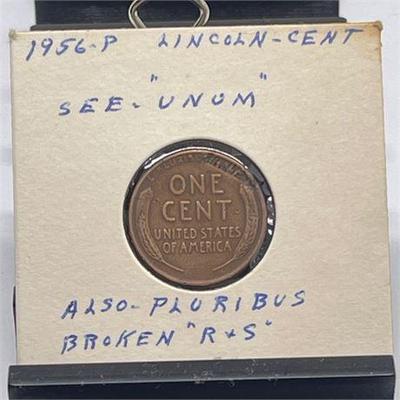 1956-P LINCOLN-CENT
SEE- "UNUM"
ONE
CENT
UNITED STATES
OF AMERICA
ALSO-PLURIBUS
BROKEN "R+S"